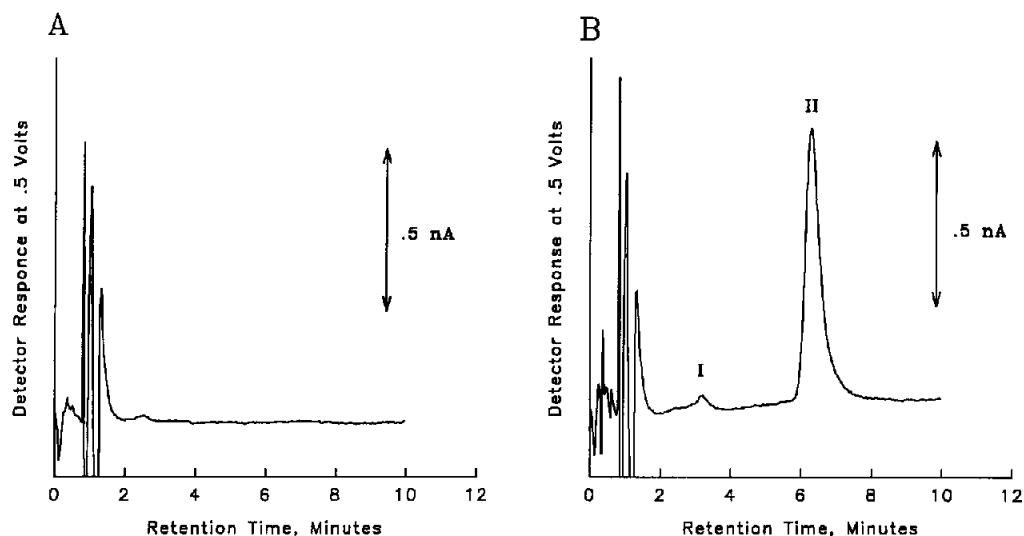 A
Detector Responce at .5 Volts
.5 nA
0 2 4 6 8 10 12
Retention Time, Minutes
B
Detector Response at .5 Volts
I
II
.5 nA
0 2 4 6 8 10 12
Retention Time, Minutes